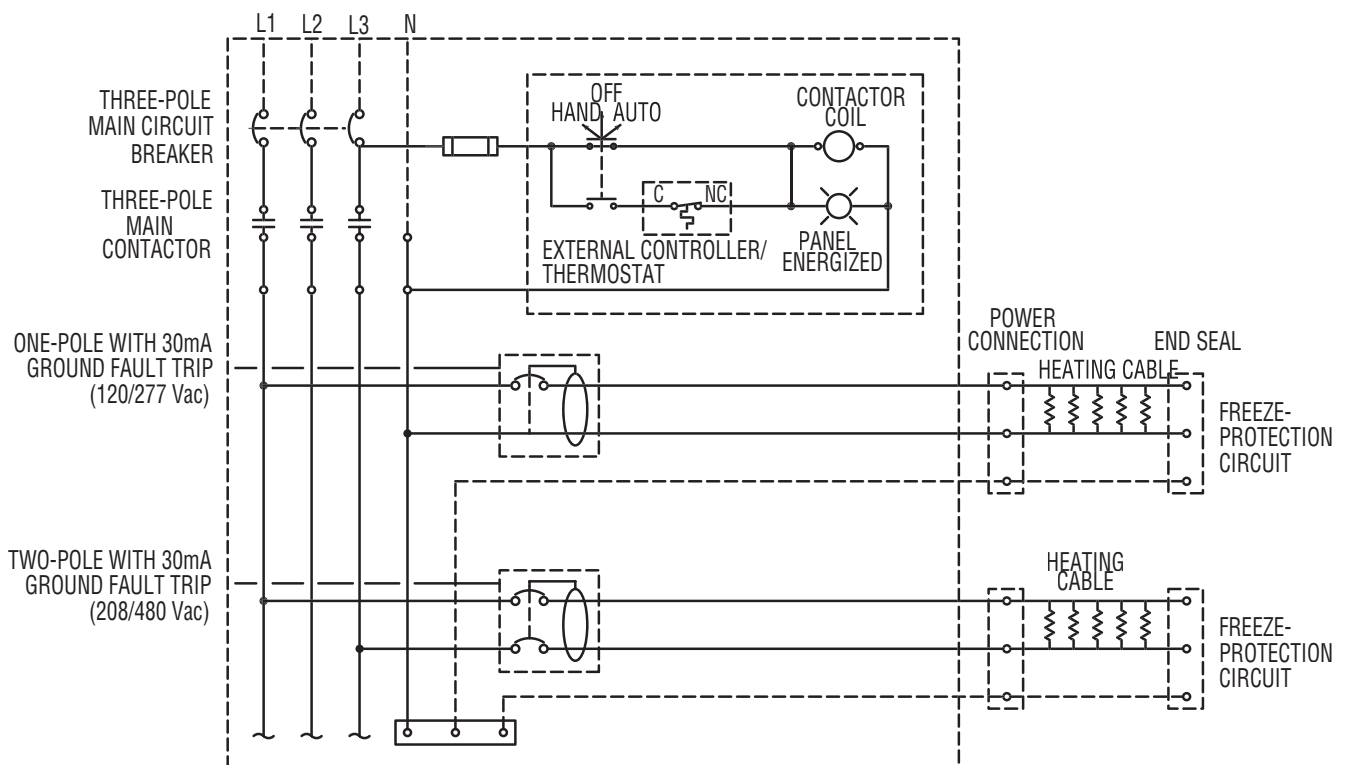 L1 L2 L3 N
THREE-POLE
MAIN CIRCUIT
BREAKER
THREE-POLE
MAIN
CONTACTOR
OFF
HAND AUTO
CONTACTOR
COIL
C NC
EXTERNAL CONTROLLER/
THERMOSTAT
PANEL
ENERGIZED
ONE-POLE WITH 30mA
GROUND FAULT TRIP
(120/277 Vac)
POWER
CONNECTION
END SEAL
HEATING CABLE
FREEZE-
PROTECTION
CIRCUIT
TWO-POLE WITH 30mA
GROUND FAULT TRIP
(208/480 Vac)
HEATING
CABLE
FREEZE-
PROTECTION
CIRCUIT